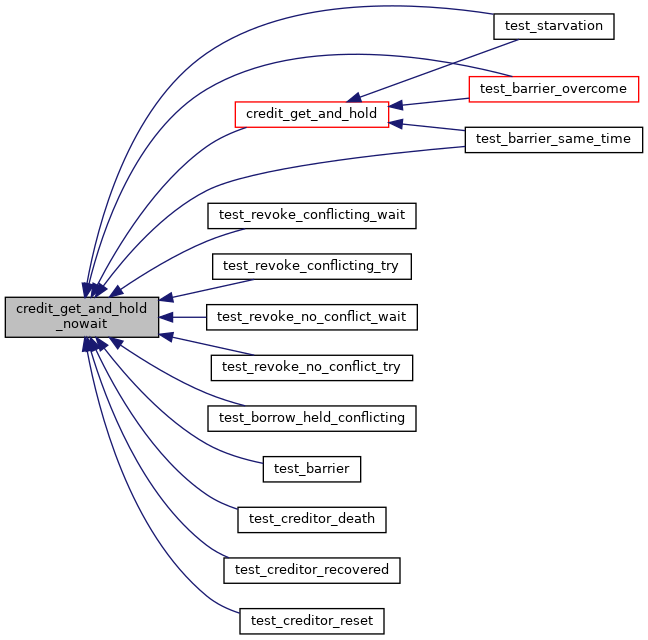 test_starvation
test_barrier_overcome
credit_get_and_hold
test_barrier_same_time
test_revoke_conflicting_wait
test_revoke_conflicting_try
credit_get_and_hold
_nowait
test_revoke_no_conflict_wait
test_revoke_no_conflict_try
test_borrow_held_conflicting
test_barrier
test_creditor_death
test_creditor_recovered
test_creditor_reset